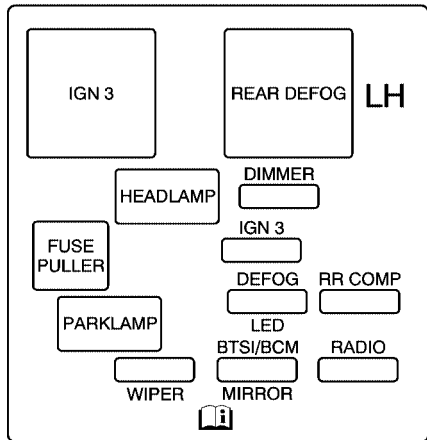 IGN 3
REAR DEFOG
LH
DIMMER
HEADLAMP
IGN 3
FUSE
PULLER
DEFOG
RR COMP
PARKLAMP
LED
BTSI/BCM
RADIO
WIPER
MIRROR
i